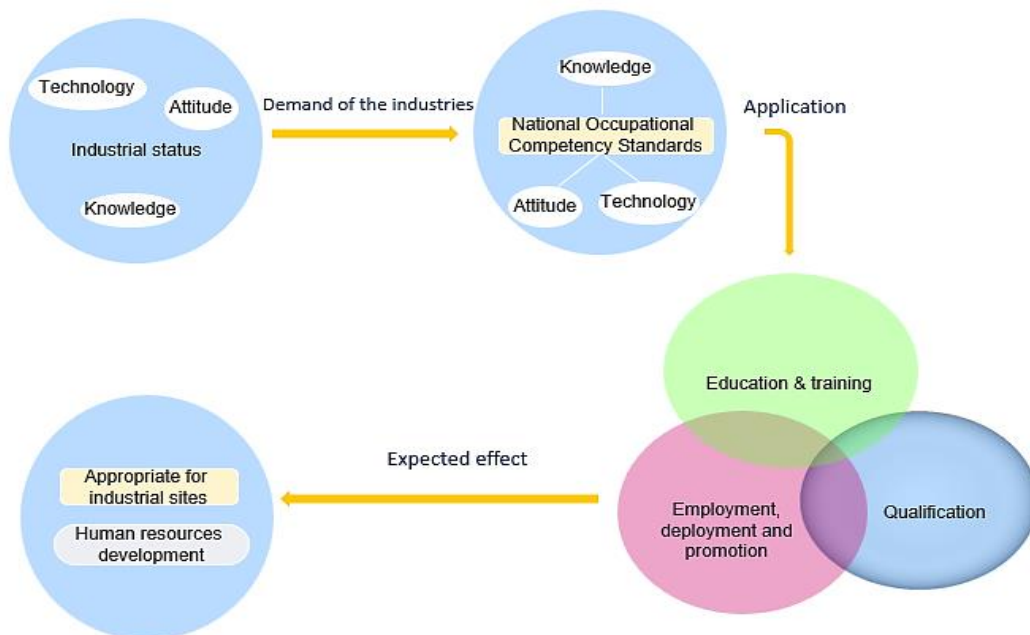 Technology
Attitude
Industrial status
Knowledge
Demand of the industries
Knowledge
National Occupational
Competency Standards
Attitude
Technology
Application
Education & training
Employment,
deployment and
promotion
Qualification
Expected effect
Appropriate for
industrial sites
Human resources
development